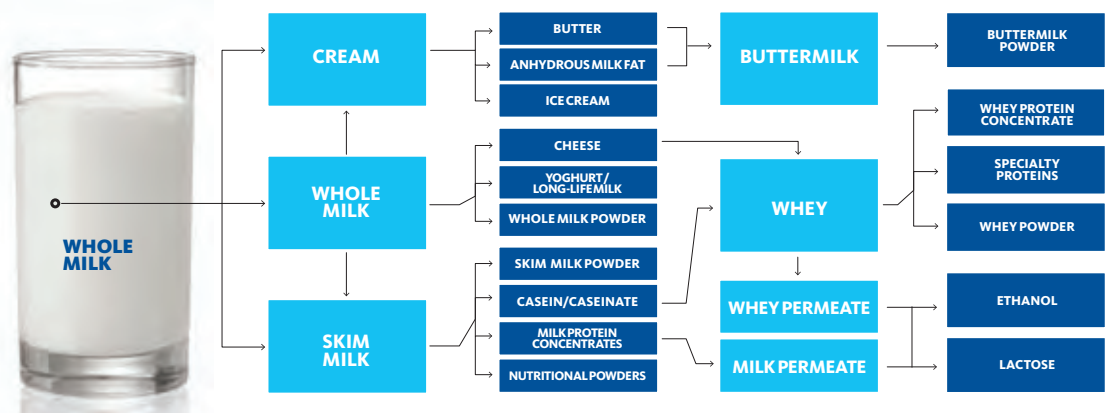 WHOLE
MILK
CREAM
BUTTER
ANHYDROUS MILK FAT
ICE CREAM
BUTTERMILK
BUTTERMILK
POWDER
WHOLE
MILK
CHEESE
YOGHURT/
LONG-LIFEMILK
WHOLE MILK POWDER
WHEY
WHEY PROTEIN
CONCENTRATE
SPECIALTY
PROTEINS
WHEY POWDER
SKIM
MILK
SKIM MILK POWDER
CASEIN/CASEINATE
MILK PROTEIN
CONCENTRATES
NUTRITIONAL POWDERS
WHEY PERMEATE
MILK PERMEATE
ETHANOL
LACTOSE